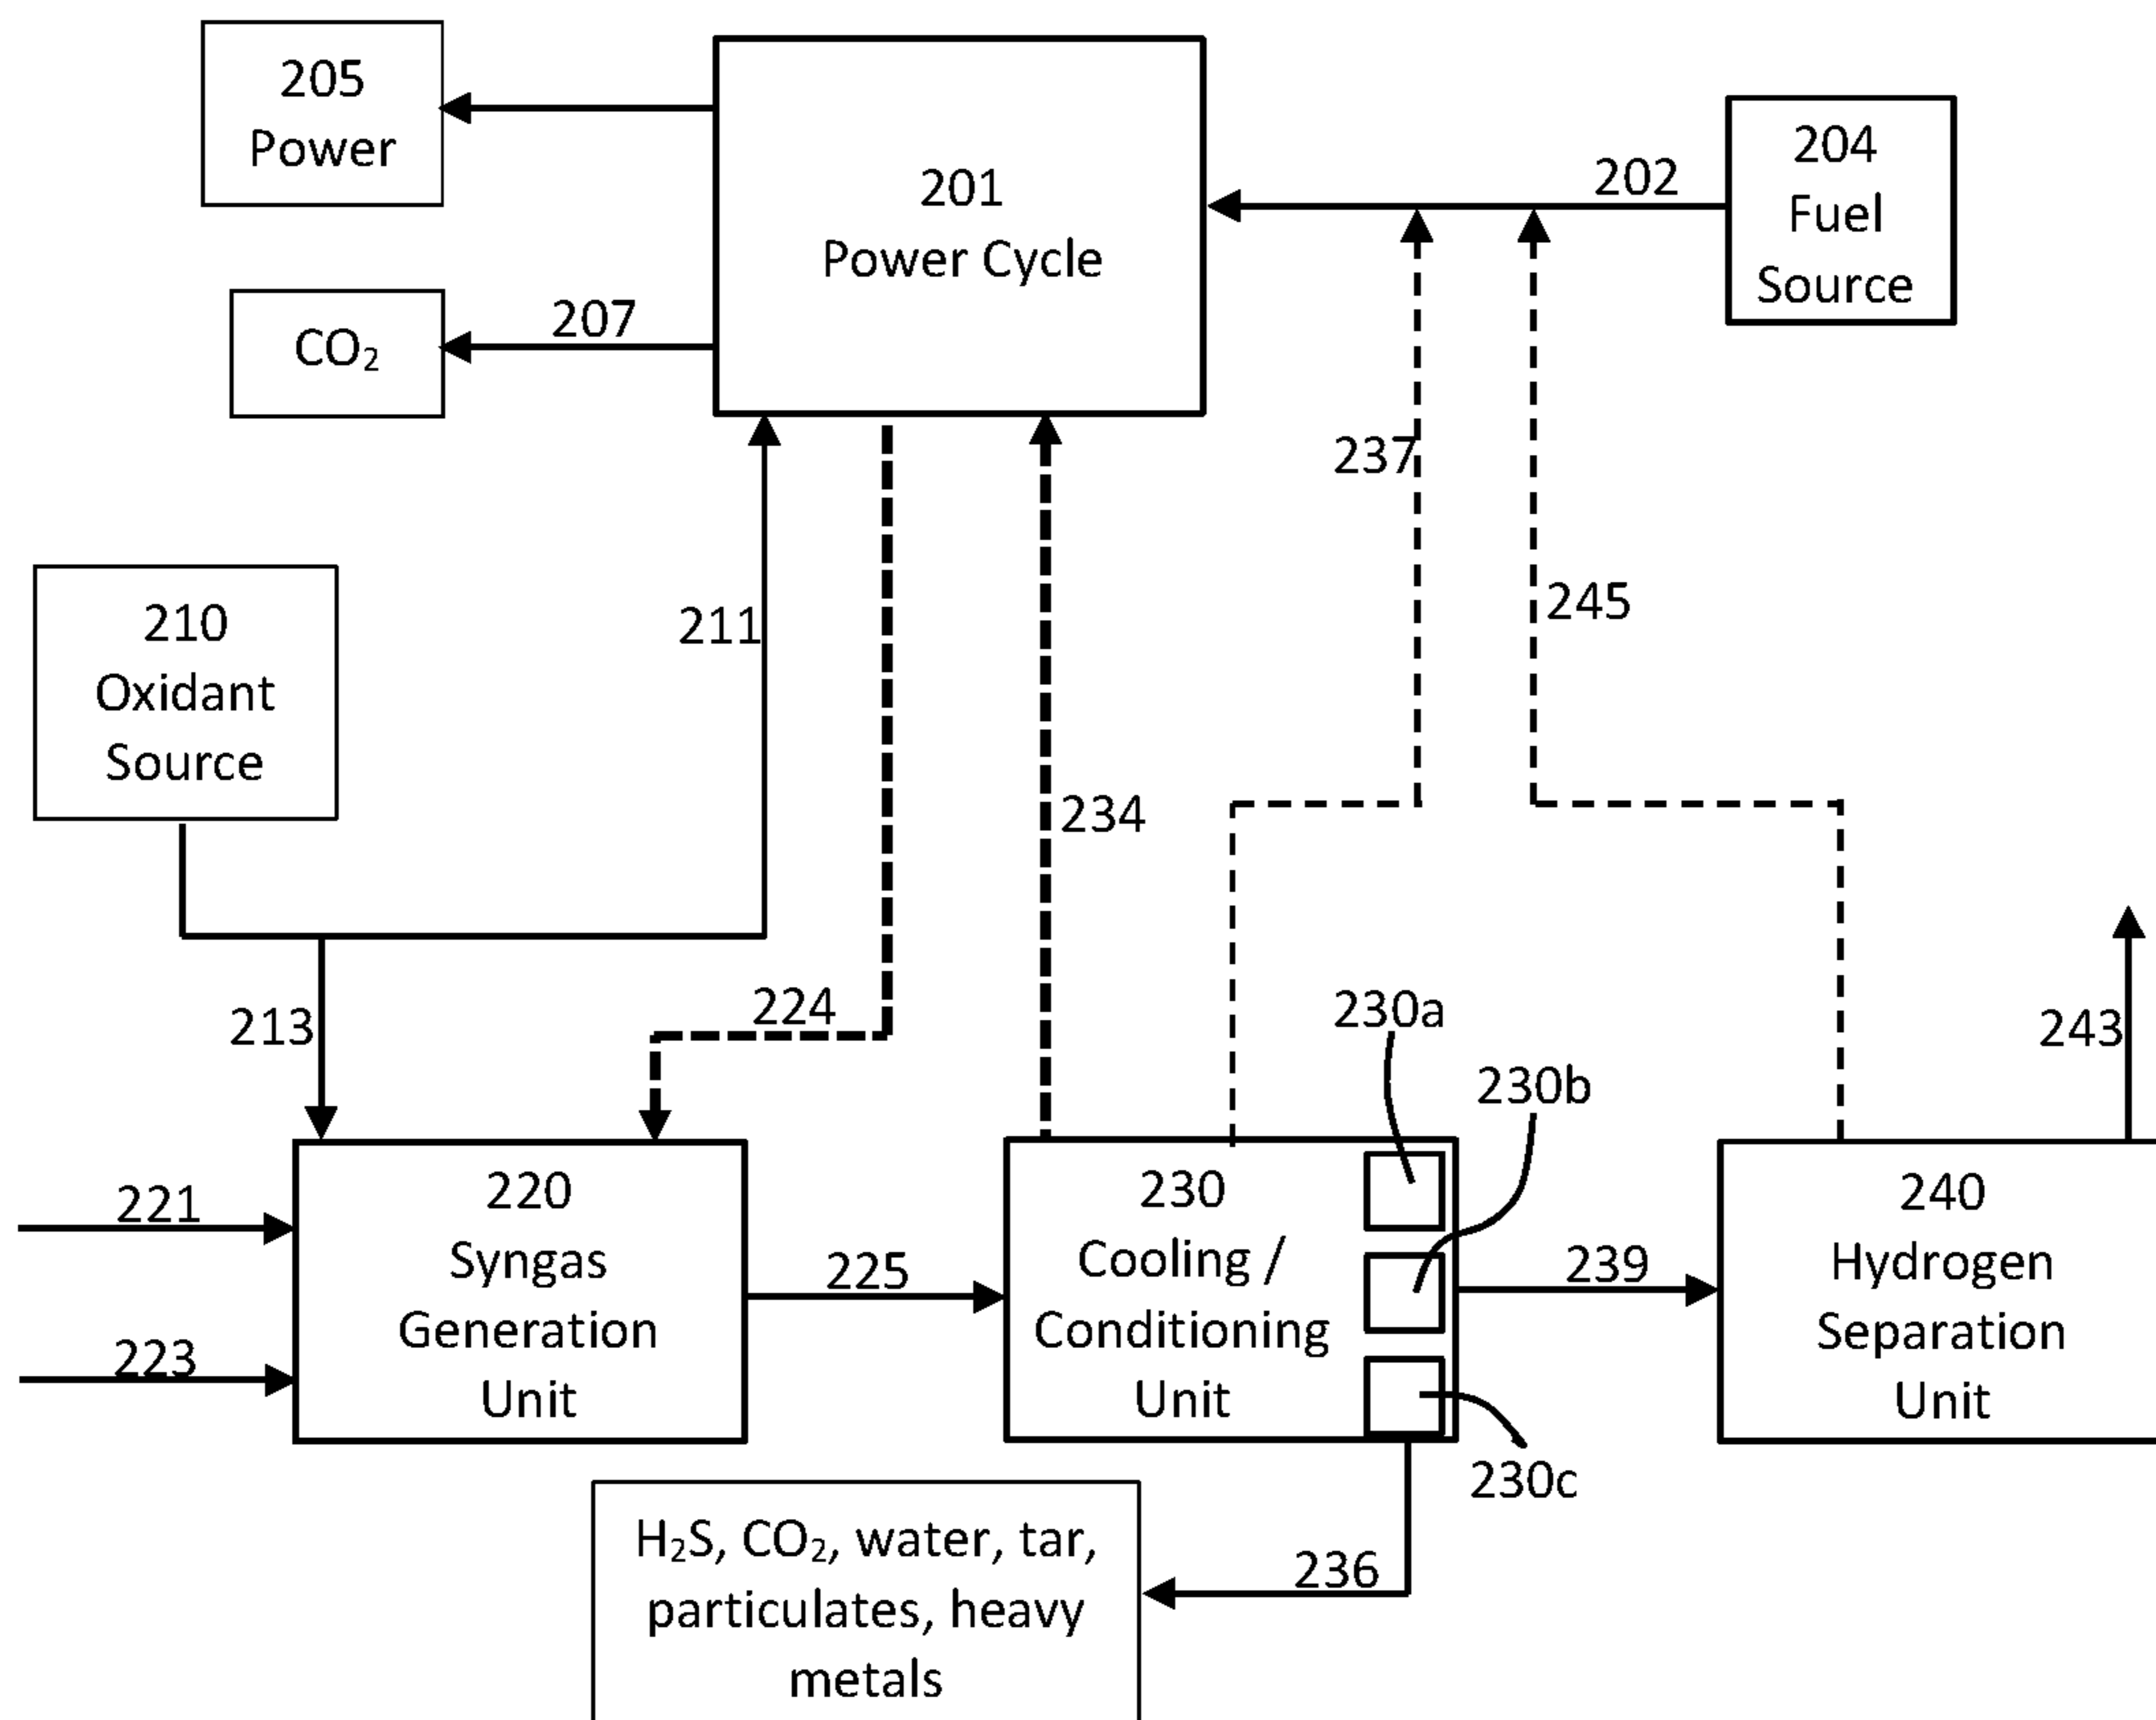 205
Power
201
Power Cycle
204
Fuel
Source
202
CO₂
207
237
245
210
Oxidant
Source
211
234
213
224
230a
230b
243
221
223
220
Syngas
Generation
Unit
225
230
Cooling /
Conditioning
Unit
239
240
Hydrogen
Separation
Unit
230c
H₂S, CO₂, water, tar,
particulates, heavy
metals
236